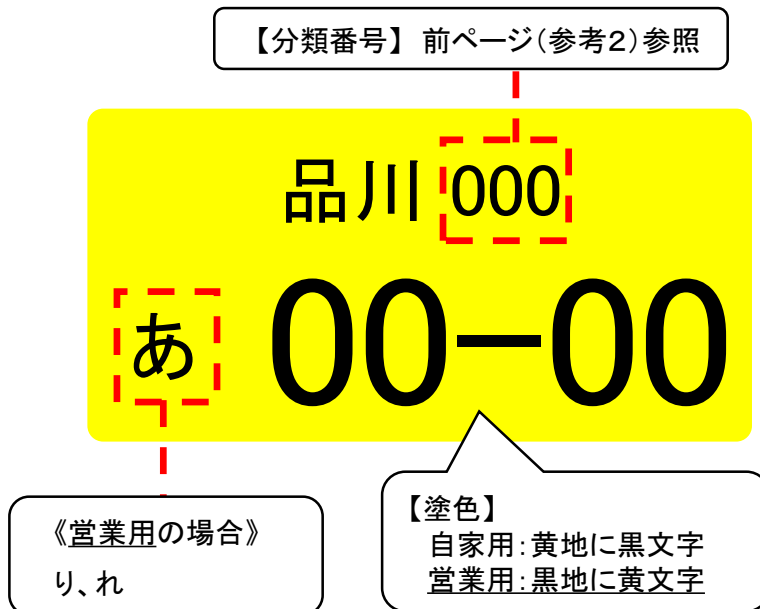 【分類番号】 前ページ(参考2)参照
品川 000
あ 00-00
《営業用の場合》
り、れ
【塗色】
自家用:黄地に黒文字
営業用:黒地に黄文字